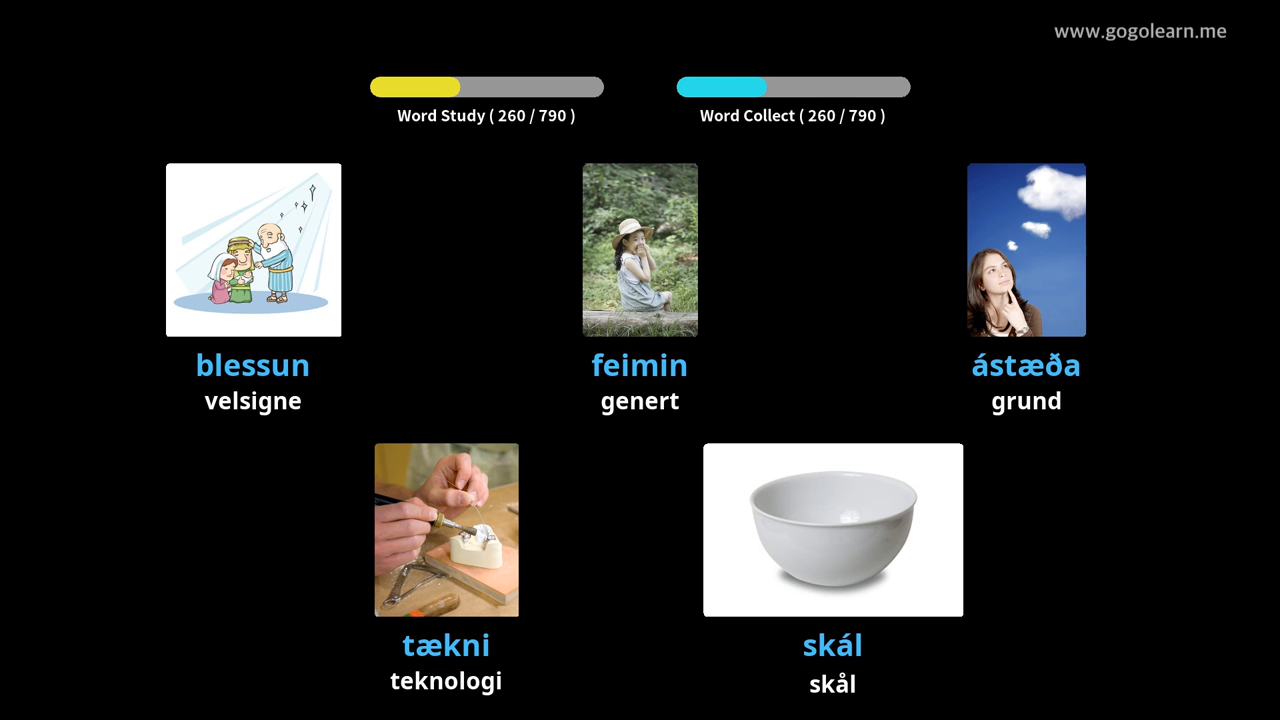 www.gogolearn.me
Word Study ( 260 / 790 )
Word Collect ( 260 / 790 )
blessun
velsigne
feimin
genert
ástæða
grund
tækni
teknologi
skál
skål